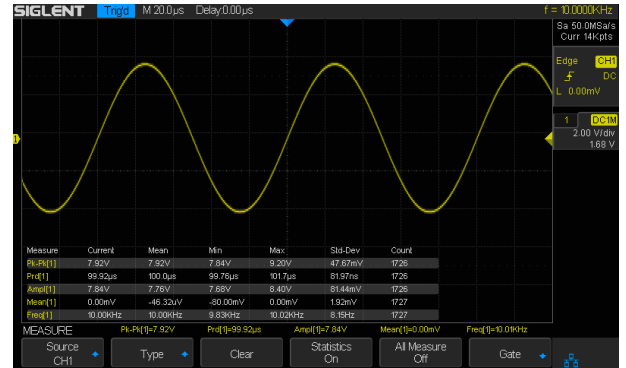 SIGLENT Trig'd M 20.0µs Delay:0.00µs f = 10.0000KHz
Sa 50.0MSa/s
Curr 14Kpts
Edge CH1
DC
L 0.00mV
1 DC1M
2.00 V/div
1.68 V
1
Measure Current Mean Min Max Std-Dev Count
Pk-Pk[1] 7.92V 7.92V 7.84V 9.20V 47.67mV 1726
Prd[1] 99.92µs 100.0µs 99.76µs 101.7µs 81.97ns 1726
Ampl[1] 7.84V 7.76V 7.68V 8.40V 81.44mV 1726
Mean[1] 0.00mV -46.32uV -80.00mV 0.00mV 1.92mV 1727
Freq[1] 10.00KHz 10.00KHz 9.83KHz 10.02KHz 8.15Hz 1727
MEASURE Pk-Pk[1]=7.92V Prd[1]=99.92µs Ampl[1]=7.84V Mean[1]=0.00mV Freq[1]=10.01KHz
Source Type Clear Statistics All Measure Gate
CH1 On Off